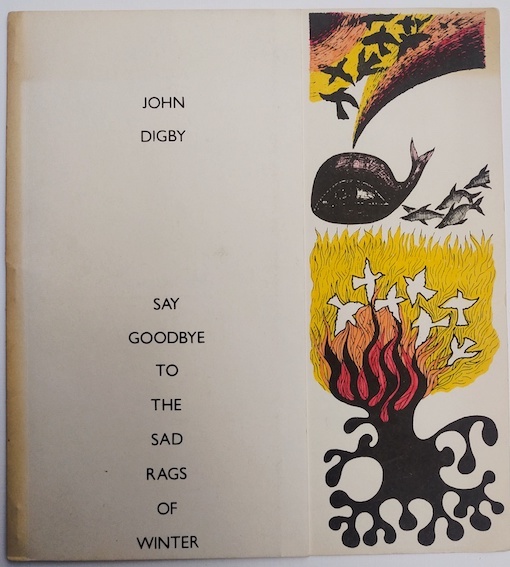 JOHN
DIGBY
SAY
GOODBYE
TO
THE
SAD
RAGS
OF
WINTER